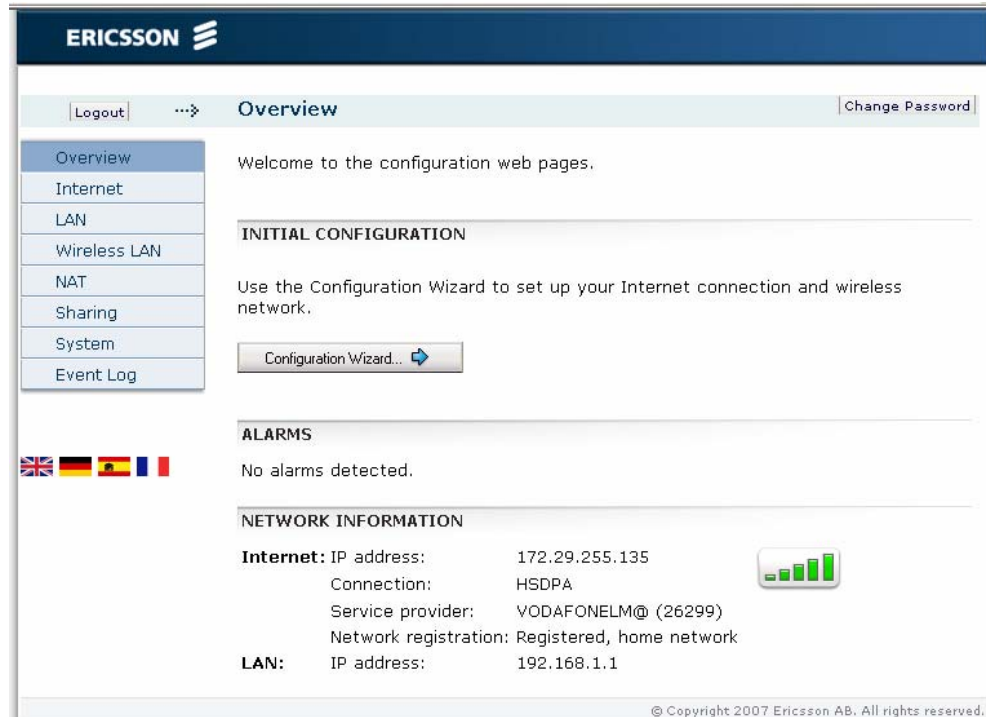 ERICSSON
Logout
Overview
Change Password
Overview
Internet
LAN
Wireless LAN
NAT
Sharing
System
Event Log
Welcome to the configuration web pages.
INITIAL CONFIGURATION
Use the Configuration Wizard to set up your Internet connection and wireless
network.
Configuration Wizard...
ALARMS
No alarms detected.
NETWORK INFORMATION
Internet: IP address: 172.29.255.135
Connection: HSDPA
Service provider: VODAFONELM@ (26299)
Network registration: Registered, home network
LAN: IP address: 192.168.1.1
© Copyright 2007 Ericsson AB. All rights reserved.